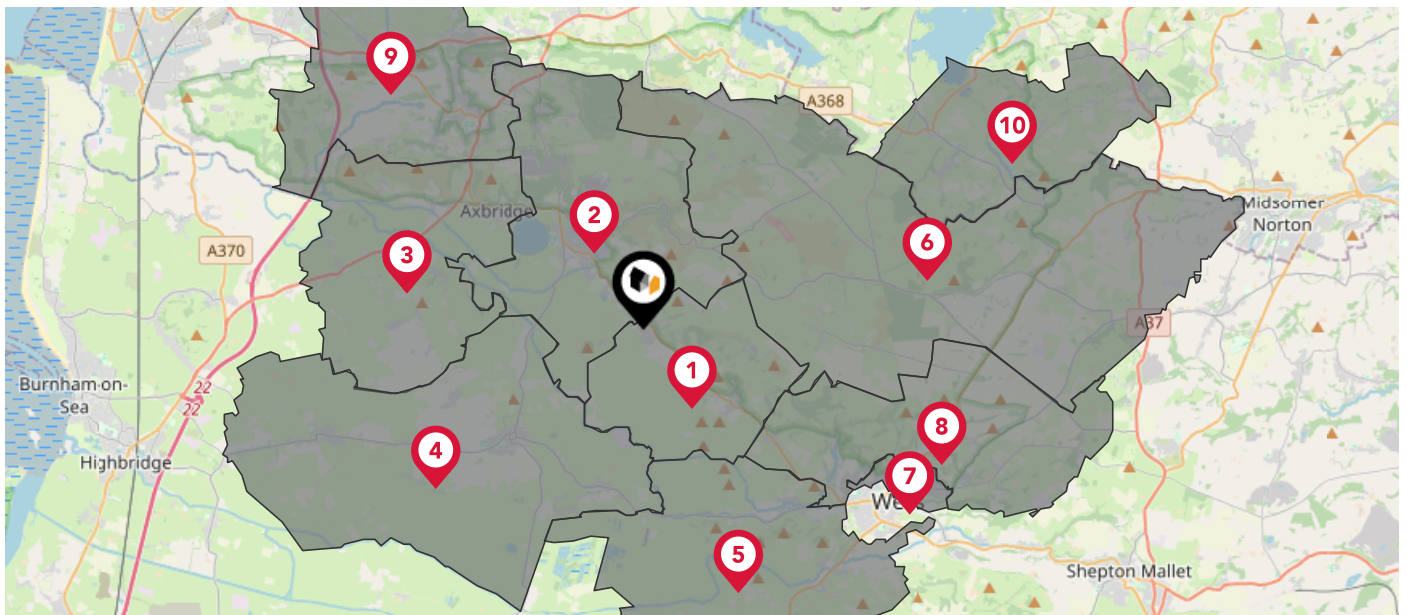 9
A368
10
Axbridge
2
Midsomer
Norton
A370
3
6
A37
Burnham-on-
Sea
22
22
1
8
Highbridge
4
7
We
5
Shepton Mallet